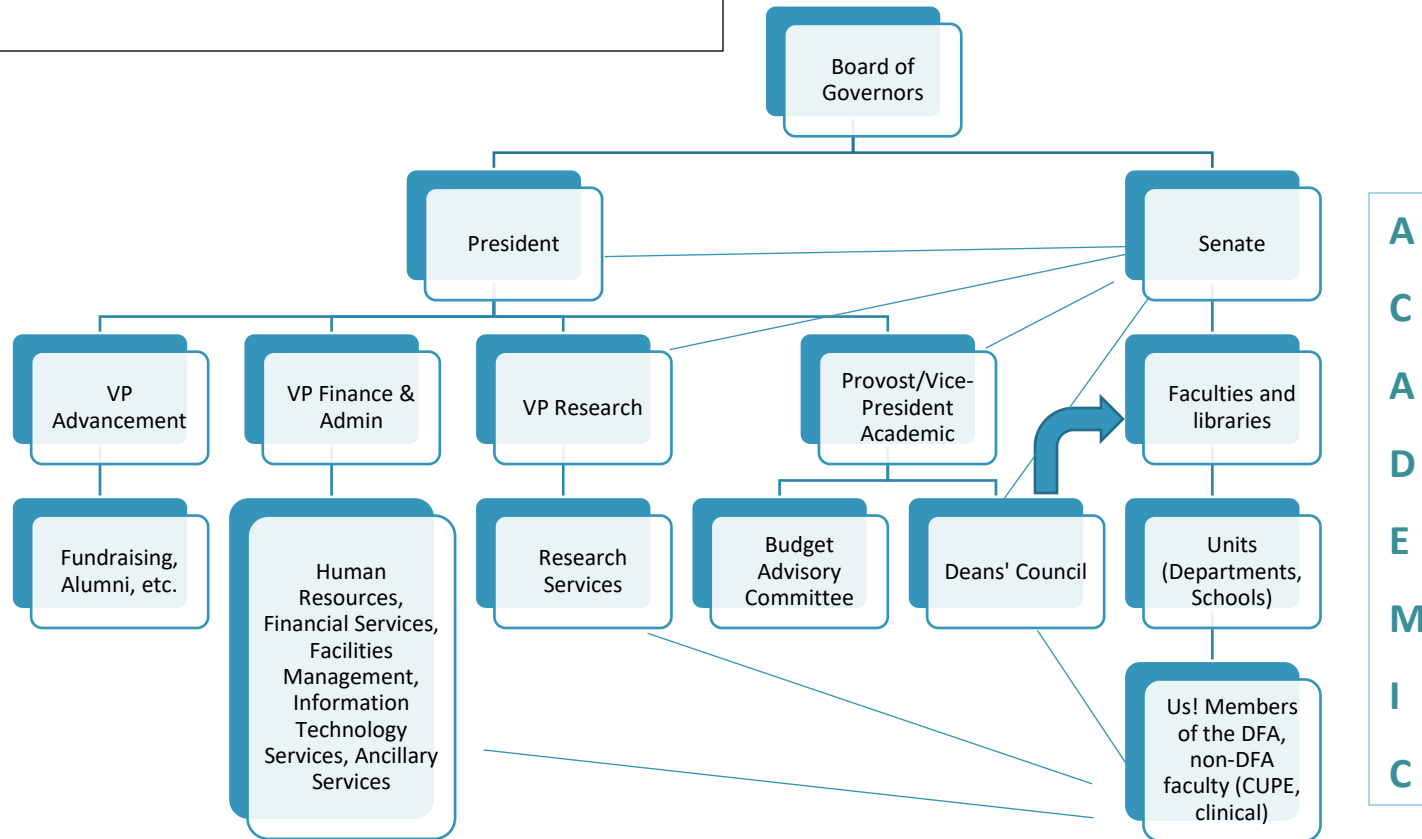 Board of
Governors
President
Senate
VP
Advancement
VP Finance &
Admin
VP Research
Provost/Vice-
President
Academic
Faculties and
libraries
Fundraising,
Alumni, etc.
Human
Resources,
Financial Services,
Facilities
Management,
Information
Technology
Services, Ancillary
Services
Research
Services
Budget
Advisory
Committee
Deans' Council
Units
(Departments,
Schools)
Us! Members
of the DFA,
non-DFA
faculty (CUPE,
clinical)
A
C
A
D
E
M
I
C